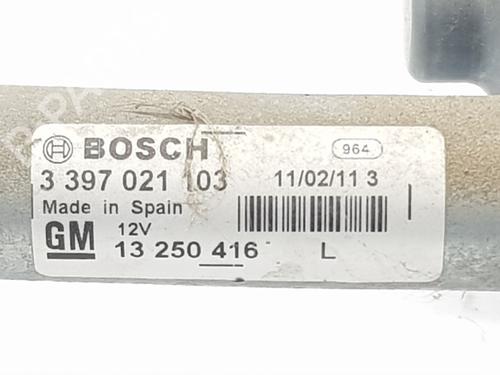 BOSCH 964
3 397 021 103 11/02/11 3
Made in Spain
GM 12V
13 250 416 L